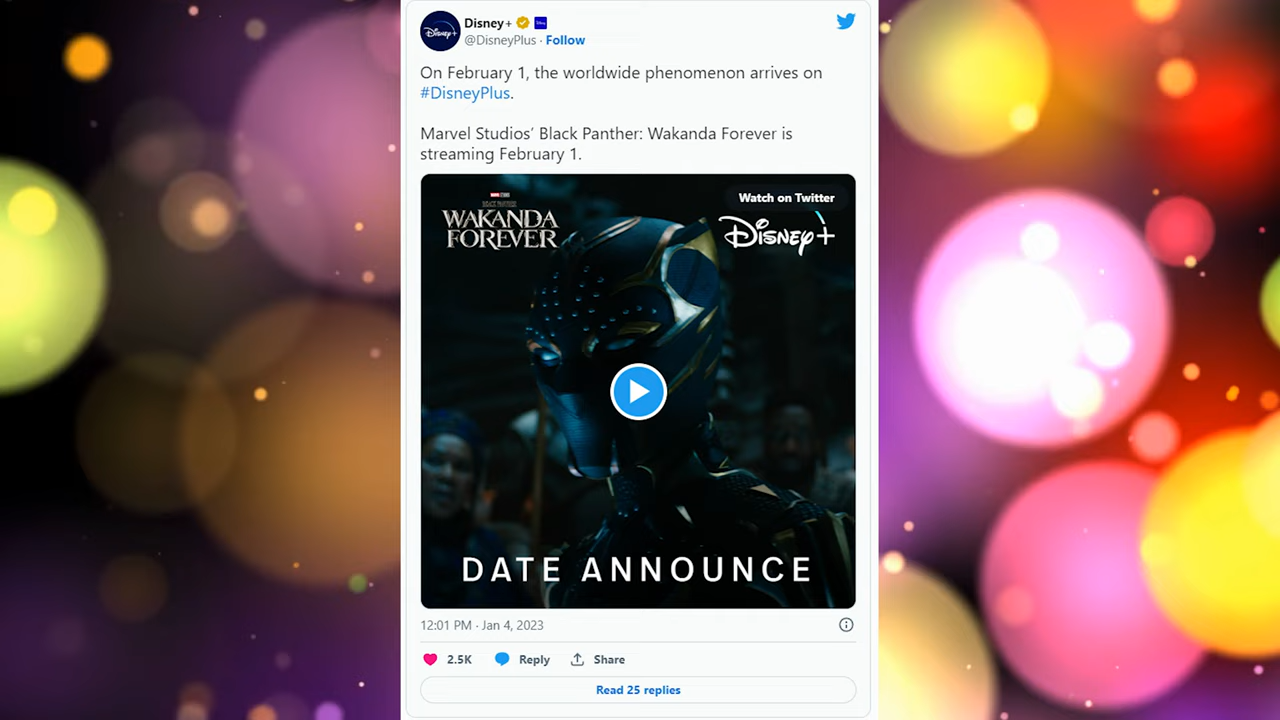 Disney+
@DisneyPlus · Follow
On February 1, the worldwide phenomenon arrives on
#DisneyPlus.
Marvel Studios' Black Panther: Wakanda Forever is
streaming February 1.
Watch on Twitter
WAKANDA
FOREVER
Disney+
DATE ANNOUNCE
12:01 PM · Jan 4, 2023
2.5K
Reply
Share
Read 25 replies